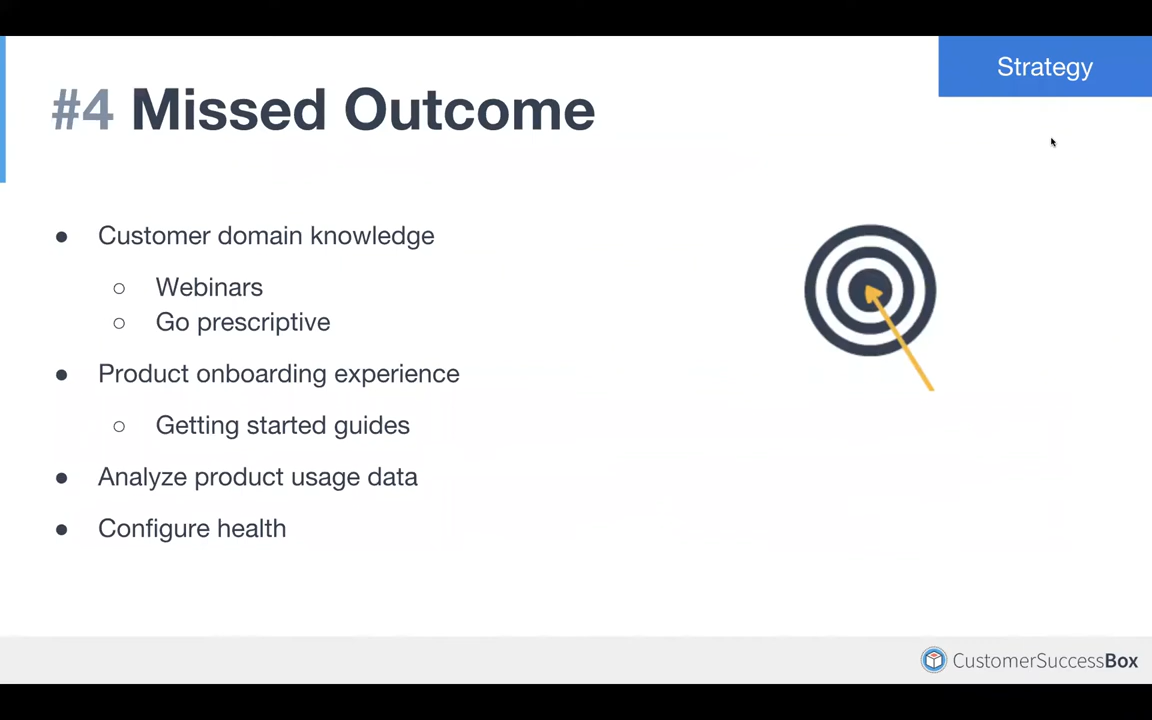 Strategy
#4 Missed Outcome
● Customer domain knowledge
○ Webinars
○ Go prescriptive
● Product onboarding experience
○ Getting started guides
● Analyze product usage data
● Configure health
CustomerSuccessBox